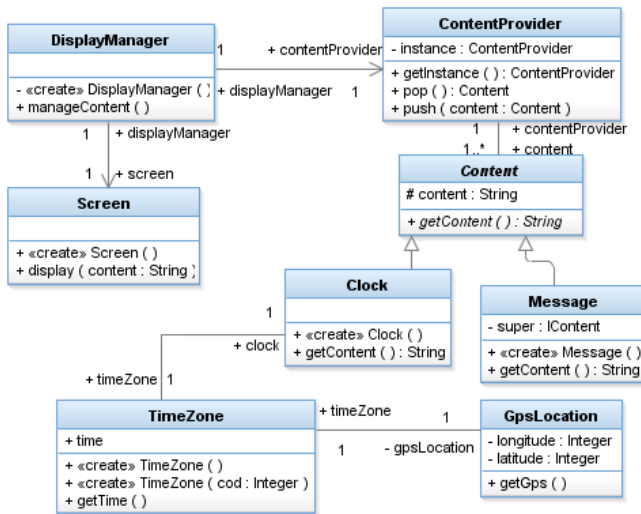 DisplayManager
- «create» DisplayManager ( )
+ manageContent ( )
1
+ contentProvider
+ displayManager
1
ContentProvider
- instance : ContentProvider
+ getInstance ( ) : ContentProvider
+ pop ( ) : Content
+ push ( content : Content )
1
+ displayManager
1
+ screen
1
+ contentProvider
1..*
+ content
Screen
+ «create» Screen ( )
+ display ( content : String )
Content
# content : String
+ getContent ( ) : String
Clock
+ «create» Clock ( )
+ getContent ( ) : String
Message
- super : IContent
+ «create» Message ( )
+ getContent ( ) : String
1
+ clock
+ timeZone
1
TimeZone
+ time
+ «create» TimeZone ( )
+ «create» TimeZone ( cod : Integer )
+ getTime ( )
+ timeZone
1
1
- gpsLocation
GpsLocation
- longitude : Integer
- latitude : Integer
+ getGps ( )